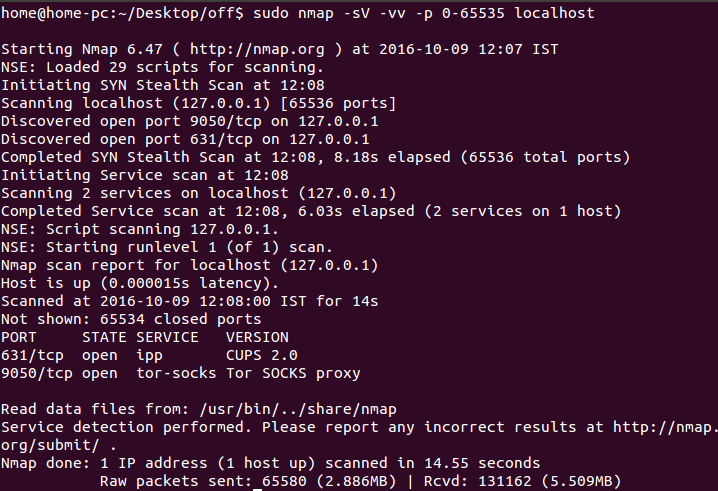 home@home-pc:~/Desktop/off$ sudo nmap -sV -vv -p 0-65535 localhost
Starting Nmap 6.47 ( http://nmap.org ) at 2016-10-09 12:07 IST
NSE: Loaded 29 scripts for scanning.
Initiating SYN Stealth Scan at 12:08
Scanning localhost (127.0.0.1) [65536 ports]
Discovered open port 9050/tcp on 127.0.0.1
Discovered open port 631/tcp on 127.0.0.1
Completed SYN Stealth Scan at 12:08, 8.18s elapsed (65536 total ports)
Initiating Service scan at 12:08
Scanning 2 services on localhost (127.0.0.1)
Completed Service scan at 12:08, 6.03s elapsed (2 services on 1 host)
NSE: Script scanning 127.0.0.1.
NSE: Starting runlevel 1 (of 1) scan.
Nmap scan report for localhost (127.0.0.1)
Host is up (0.000015s latency).
Scanned at 2016-10-09 12:08:00 IST for 14s
Not shown: 65534 closed ports
PORT     STATE SERVICE   VERSION
631/tcp  open  ipp       CUPS 2.0
9050/tcp open  tor-socks Tor SOCKS proxy
Read data files from: /usr/bin/../share/nmap
Service detection performed. Please report any incorrect results at http://nmap.
org/submit/ .
Nmap done: 1 IP address (1 host up) scanned in 14.55 seconds
           Raw packets sent: 65580 (2.886MB) | Rcvd: 131162 (5.509MB)